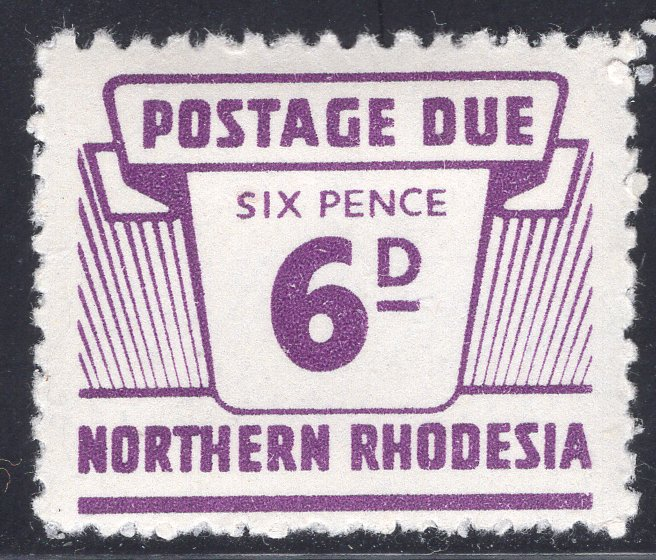 POSTAGE DUE
SIX PENCE
6D
NORTHERN RHODESIA